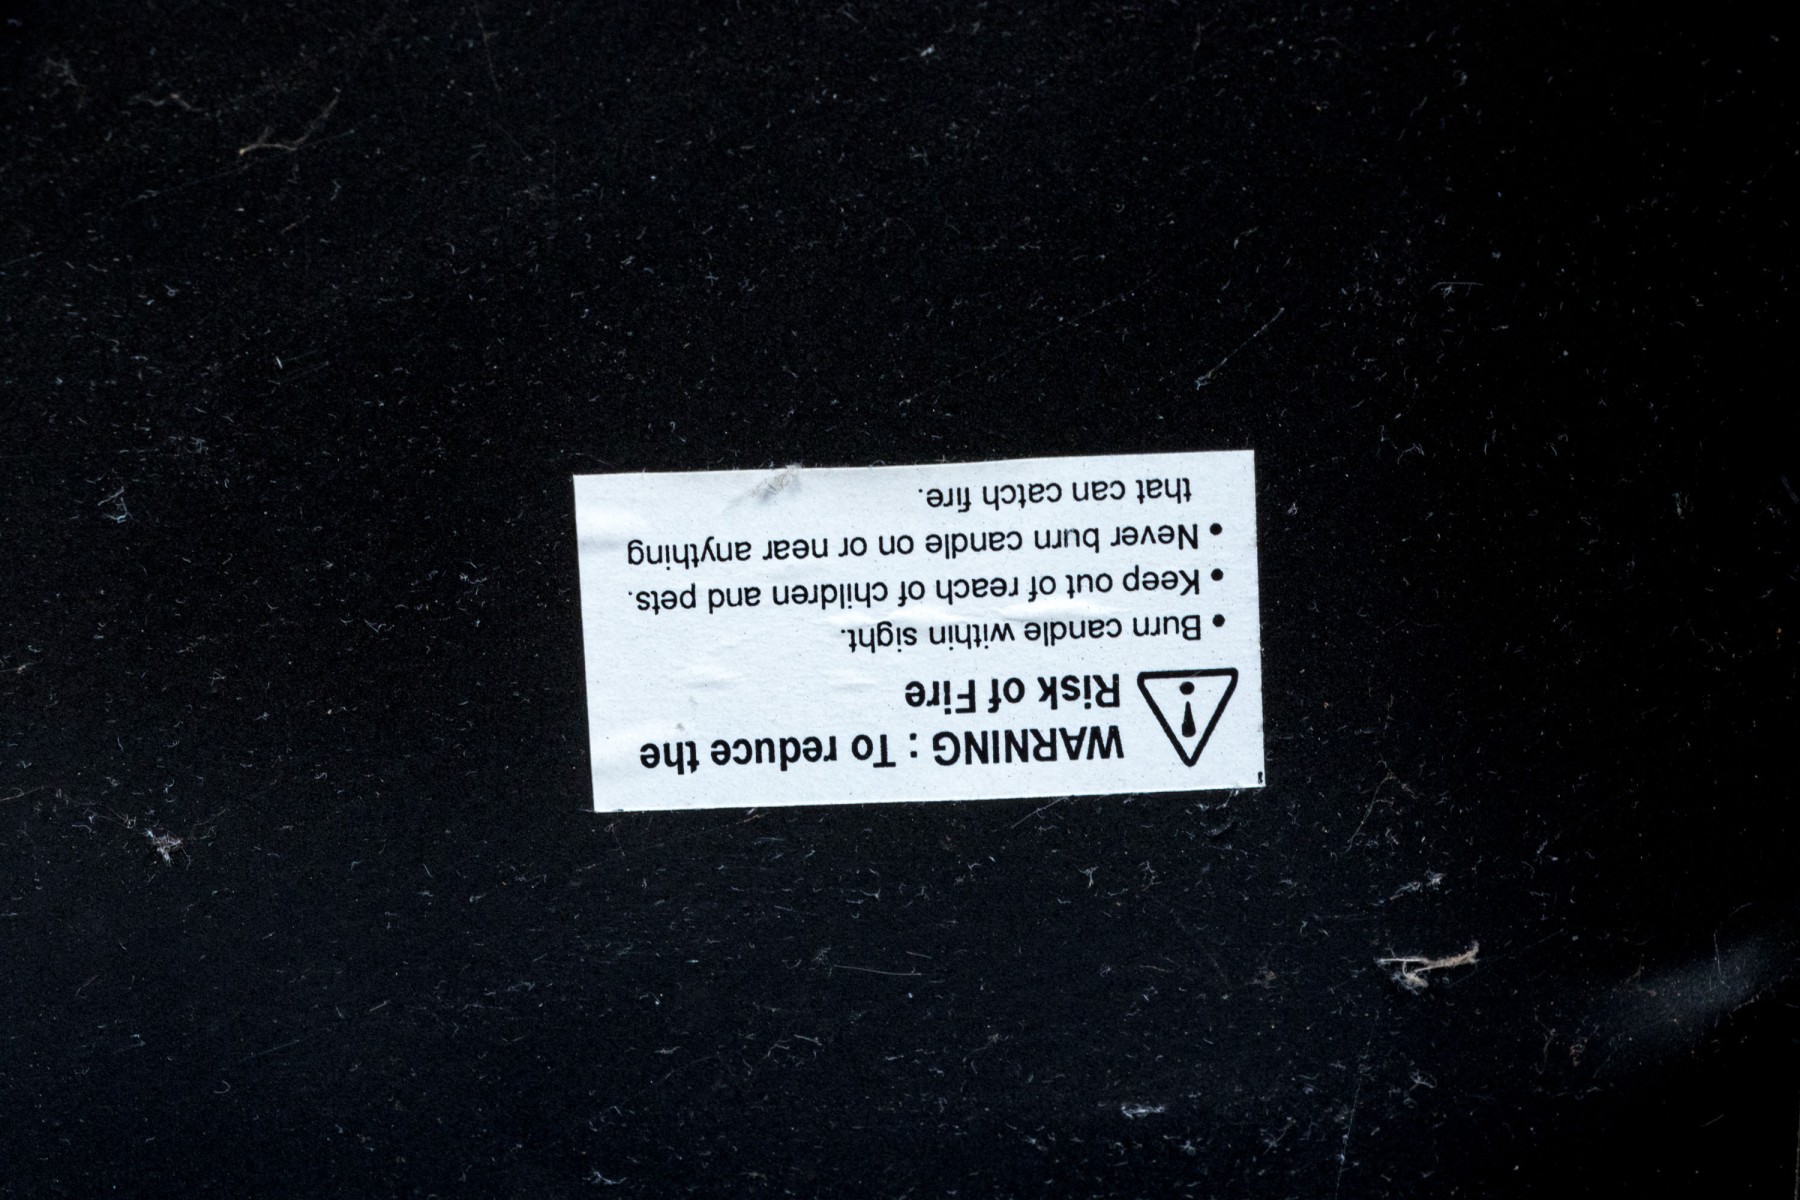 WARNING : To reduce the
Risk of Fire
• Burn candle within sight.
• Keep out of reach of children and pets.
• Never burn candle on or near anything
that can catch fire.